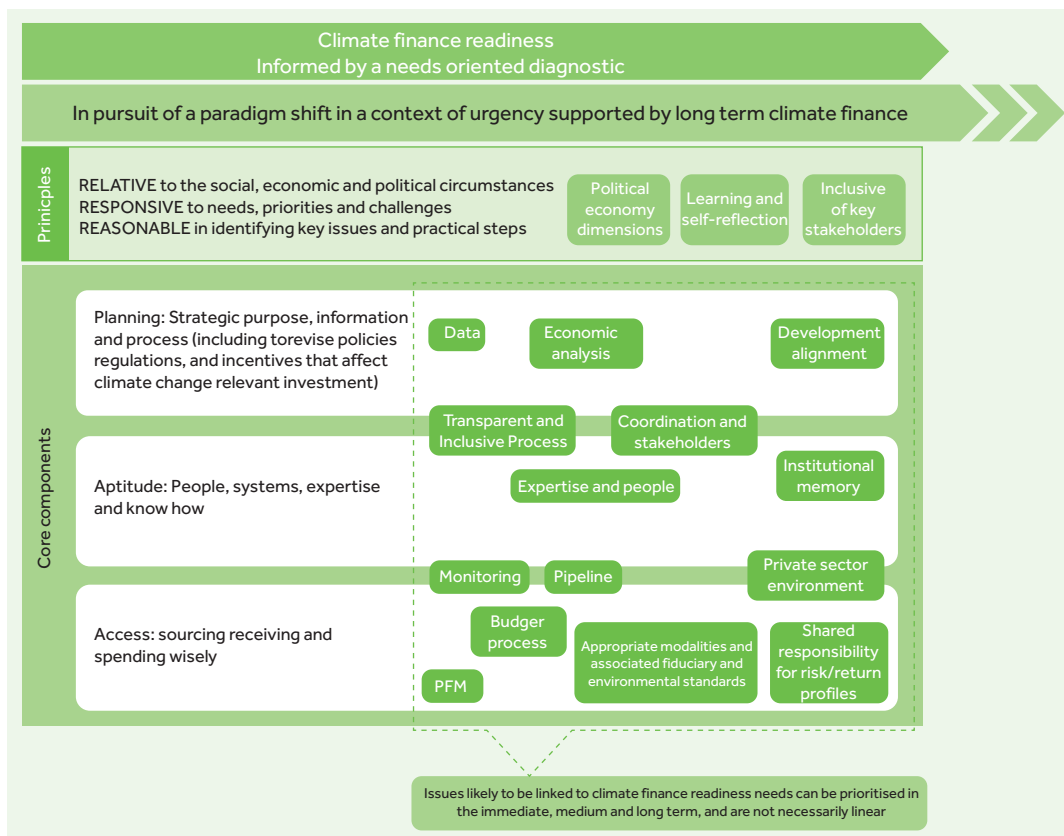 Climate finance readiness
Informed by a needs oriented diagnostic
In pursuit of a paradigm shift in a context of urgency supported by long term climate finance
Prinicples
RELATIVE to the social, economic and political circumstances
RESPONSIVE to needs, priorities and challenges
REASONABLE in identifying key issues and practical steps
Political
economy
dimensions
Learning and
self-reflection
Inclusive
of key
stakeholders
Core components
Planning: Strategic purpose, information
and process (including torevise policies
regulations, and incentives that affect
climate change relevant investment)
Data
Economic
analysis
Development
alignment
Transparent and
Inclusive Process
Coordination and
stakeholders
Aptitude: People, systems, expertise
and know how
Expertise and people
Institutional
memory
Monitoring
Pipeline
Private sector
environment
Access: sourcing receiving and
spending wisely
Budger
process
PFM
Appropriate modalities and
associated fiduciary and
environmental standards
Shared
responsibility
for risk/return
profiles
Issues likely to be linked to climate finance readiness needs can be prioritised in
the immediate, medium and long term, and are not necessarily linear